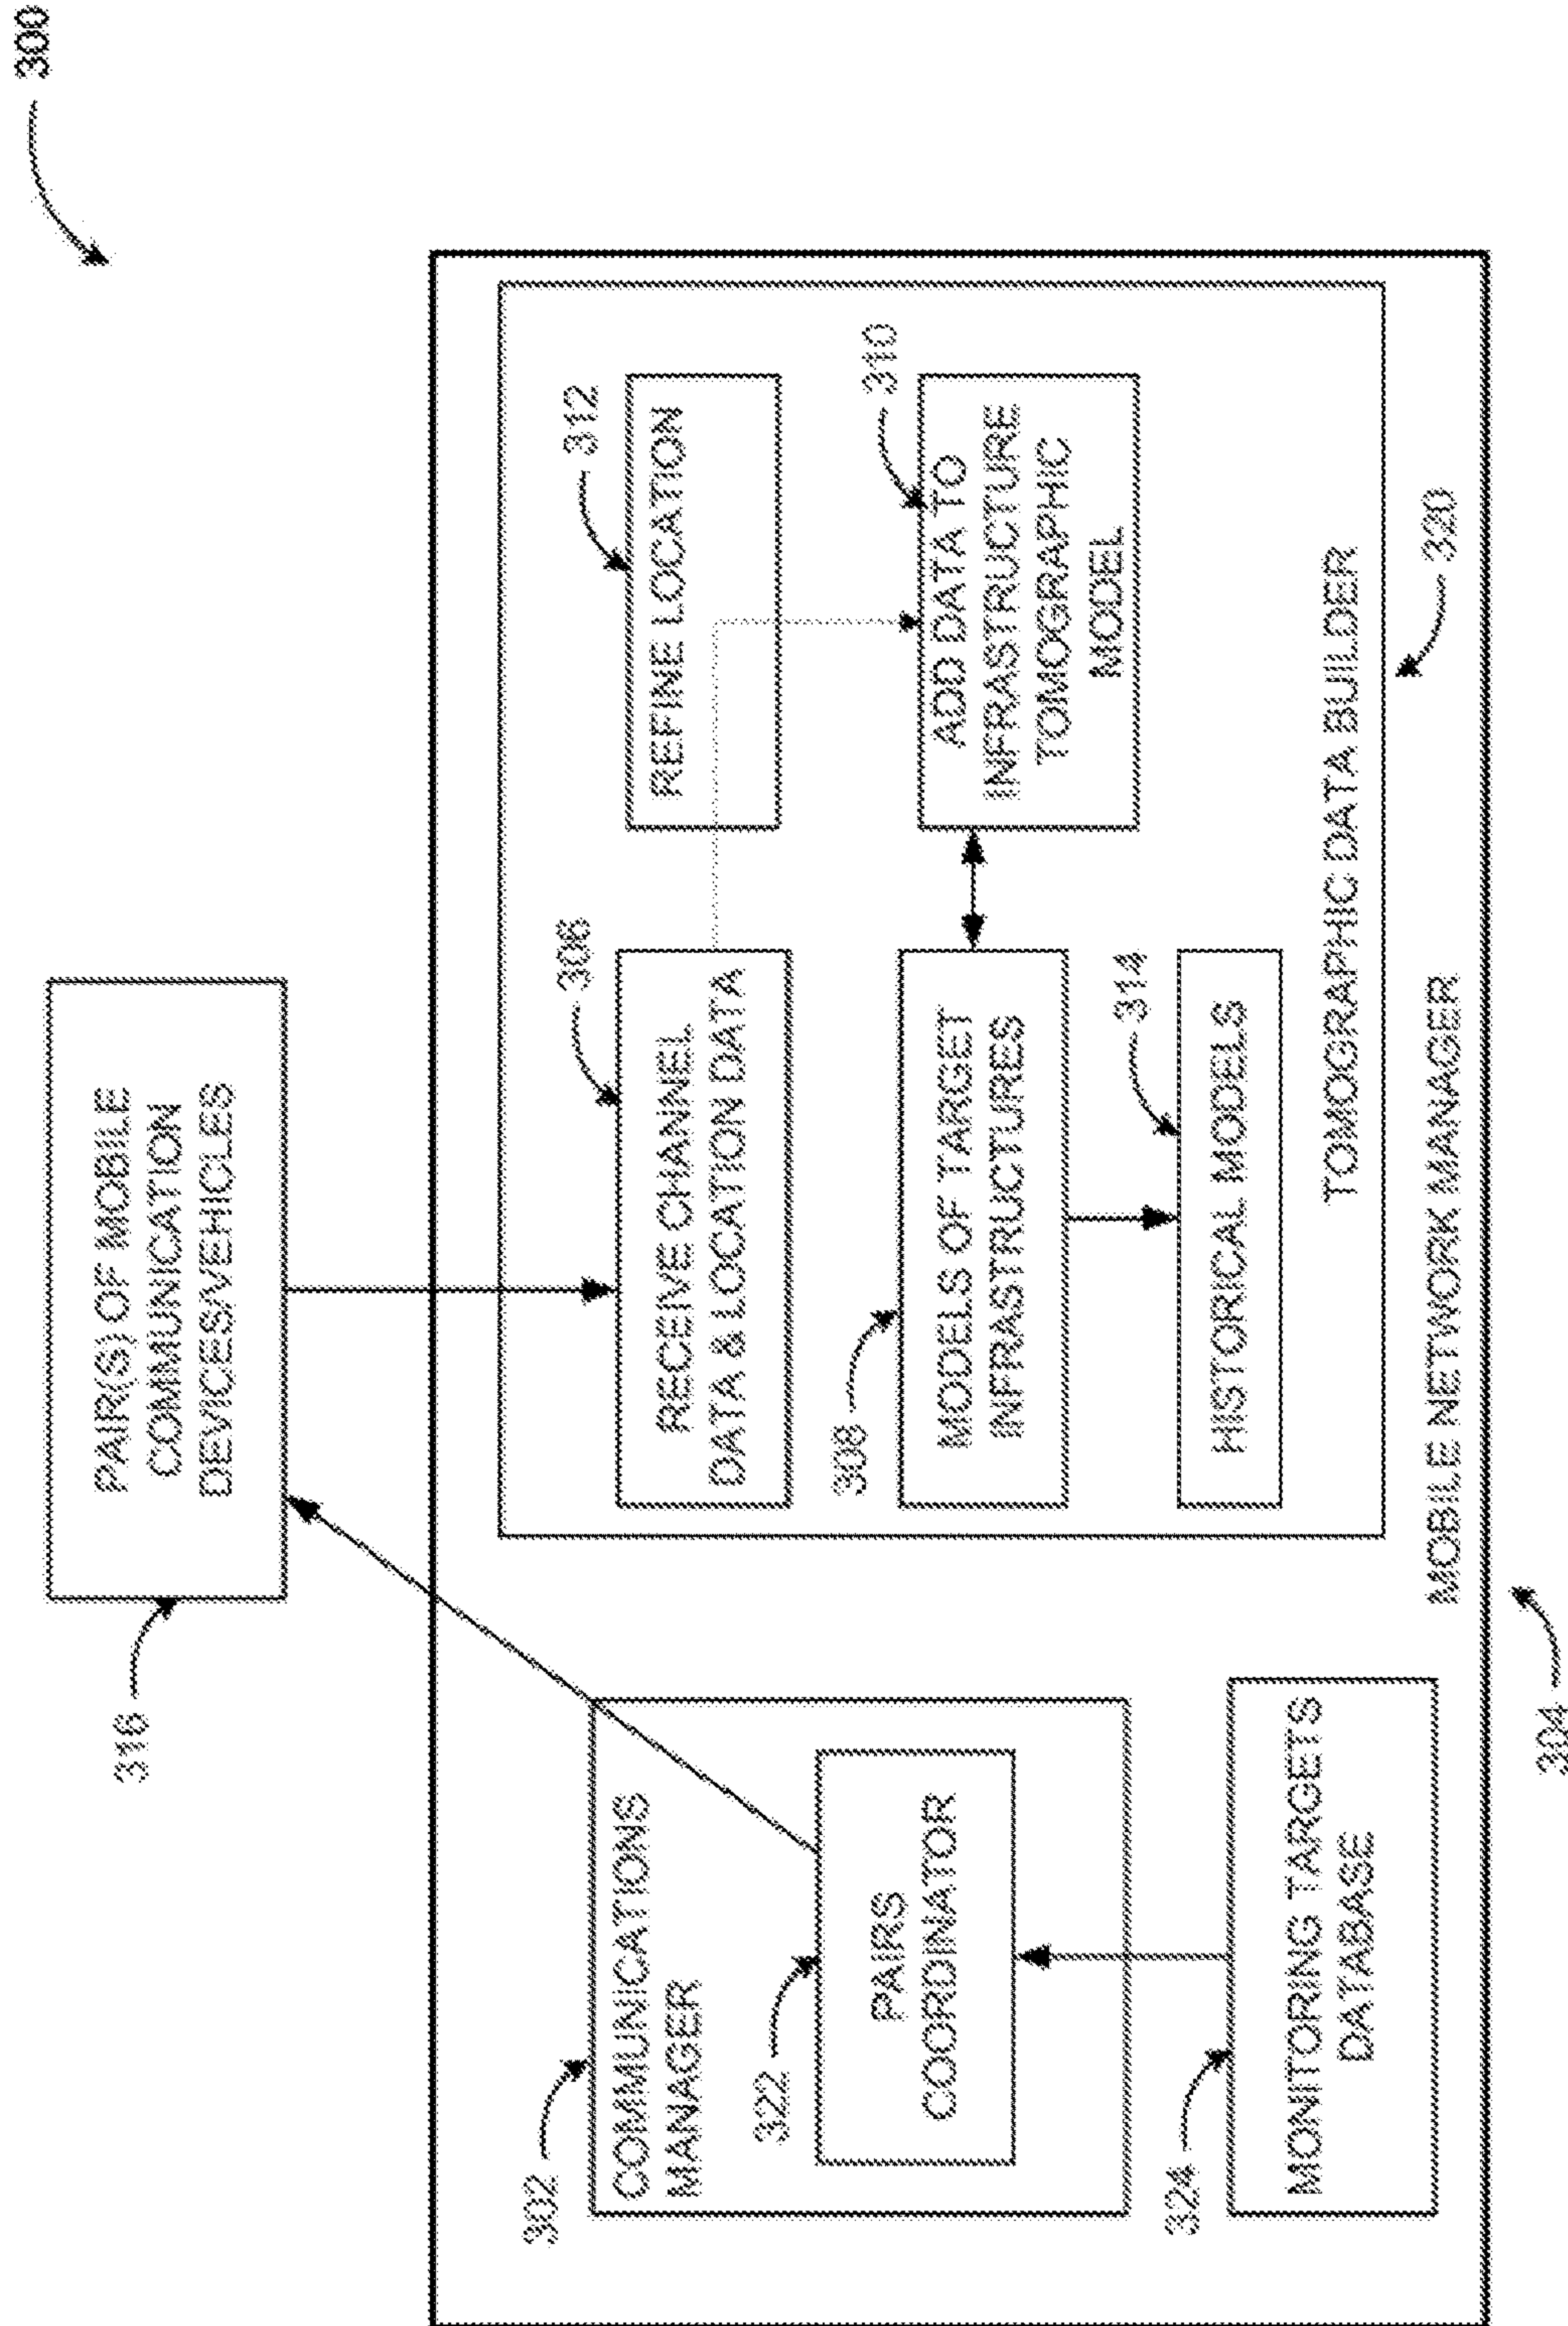 300
316
PAIR(S) OF MOBILE
COMMUNICATION
DEVICES/VEHICLES
302
COMMUNICATIONS
MANAGER
322
PAIRS
COORDINATOR
324
MONITORING TARGETS
DATABASE
306
RECEIVE CHANNEL
DATA & LOCATION DATA
312
REFINE LOCATION
308
MODELS OF TARGET
INFRASTRUCTURES
310
ADD DATA TO
INFRASTRUCTURE
TOMOGRAPHIC
MODEL
314
HISTORICAL MODELS
TOMOGRAPHIC DATA BUILDER
320
MOBILE NETWORK MANAGER
304